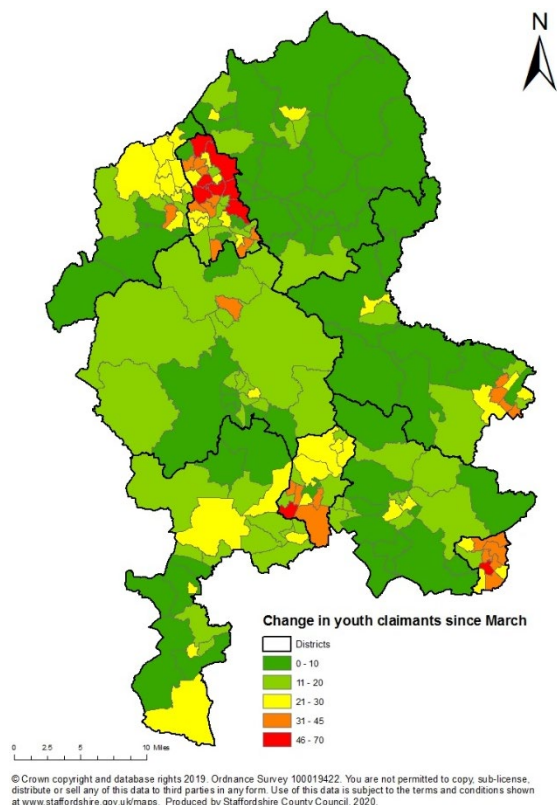 N
Change in youth claimants since March
Districts
0 - 10
11 - 20
21 - 30
31 - 45
46 - 70
0 2.5 5 10 Miles
© Crown copyright and database rights 2019. Ordnance Survey 100019422. You are not permitted to copy, sub-license,
distribute or sell any of this data to third parties in any form. Use of this data is subject to the terms and conditions shown
at www.staffordshire.gov.uk/maps. Produced by Staffordshire County Council, 2020.